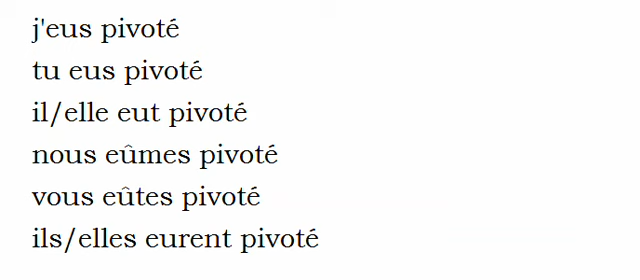 j'eus pivoté
tu eus pivoté
il/elle eut pivoté
nous eûmes pivoté
vous eûtes pivoté
ils/elles eurent pivoté